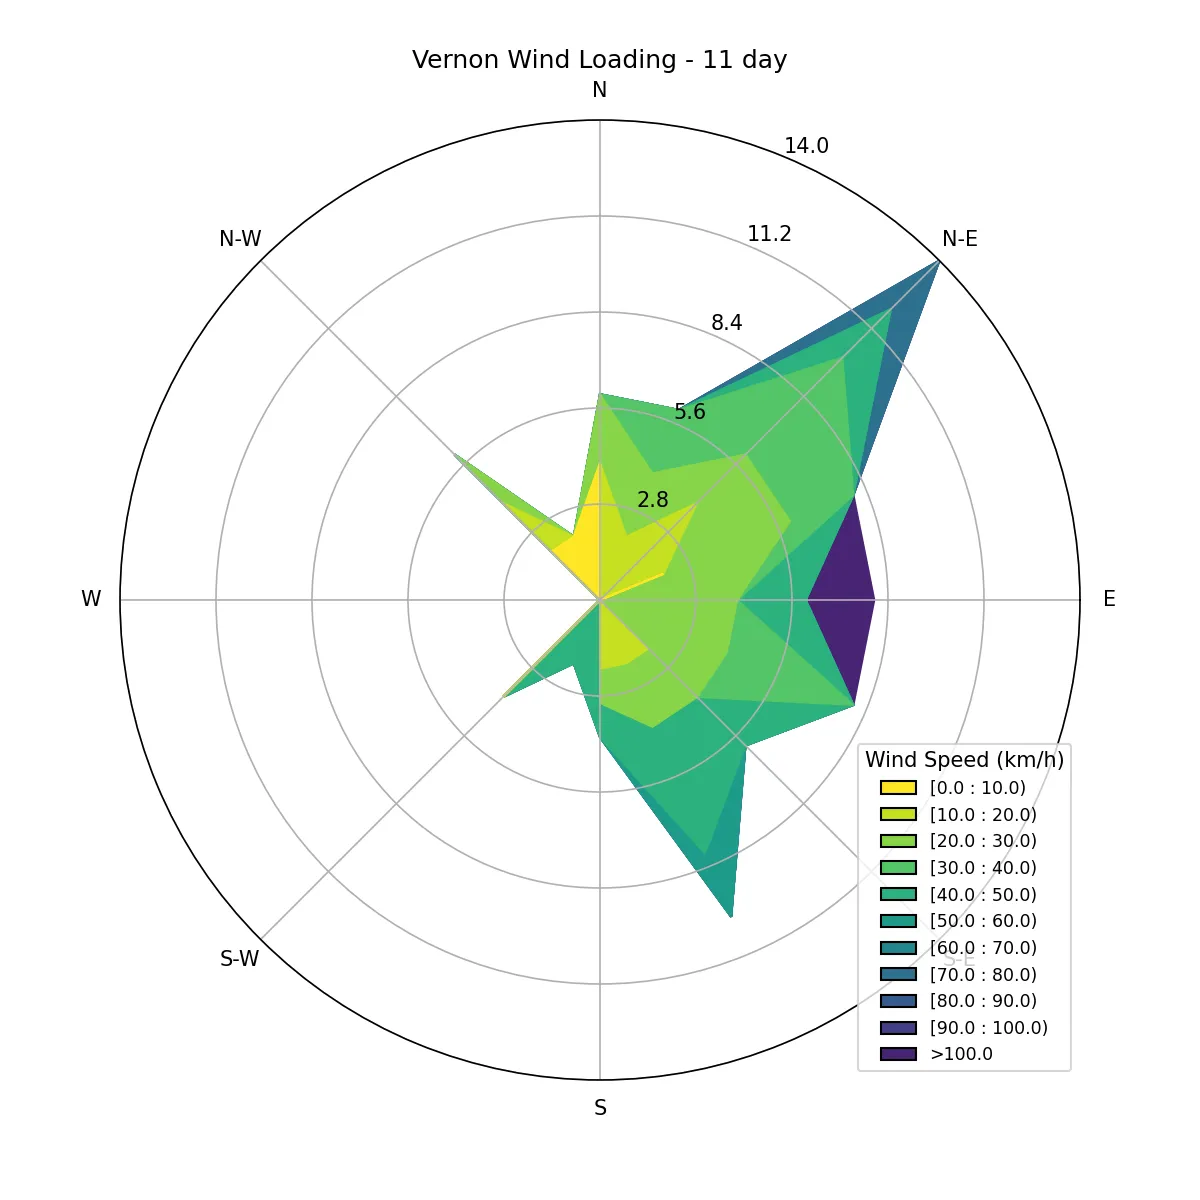 Vernon Wind Loading - 11 day
N
14.0
11.2
N-W
N-E
8.4
5.6
2.8
W
E
Wind Speed (km/h)
[0.0 : 10.0)
[10.0 : 20.0)
[20.0 : 30.0)
[30.0 : 40.0)
[40.0 : 50.0)
[50.0 : 60.0)
[60.0 : 70.0)
[70.0 : 80.0)
[80.0 : 90.0)
[90.0 : 100.0)
>100.0
S-W
S-E
S